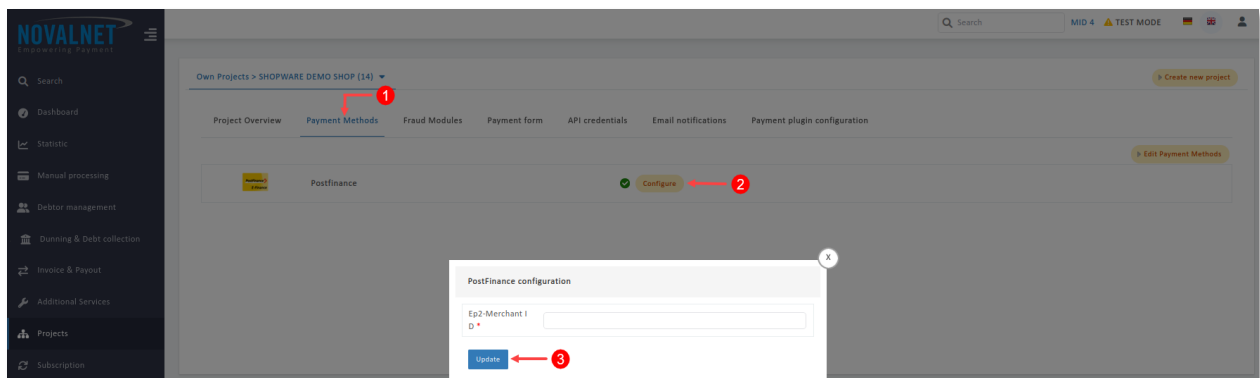 NOVALNET
Empowering Payment
Search
MID 4 TEST MODE
Search
Own Projects > SHOPWARE DEMO SHOP (14)
Create new project
1
Dashboard
Project Overview Payment Methods Fraud Modules Payment form API credentials Email notifications Payment plugin configuration
Statistic
Edit Payment Methods
Manual processing
Postfinance
Configure
2
Debtor management
Dunning & Debt collection
X
Invoice & Payout
PostFinance configuration
Additional Services
Ep2-Merchant I
D *
Projects
Update
3
Subscription